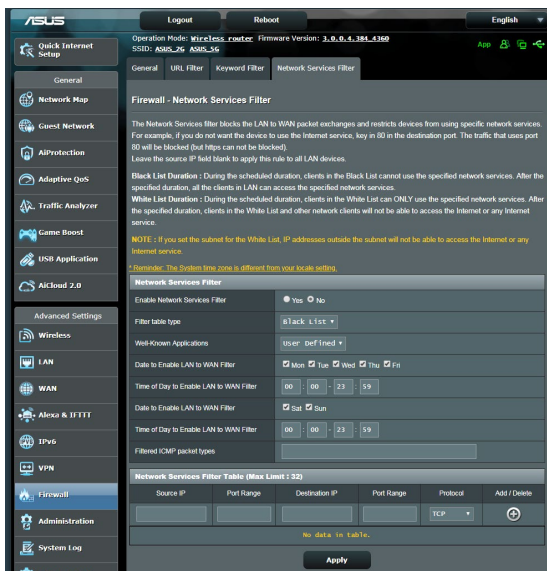 ASUS
Logout
Reboot
English
Operation Mode: Wireless router Firmware Version: 3.0.0.4.384_4360
SSID: ASUS_2G ASUS_5G
App
Quick Internet
Setup
General
Network Map
Guest Network
AiProtection
Adaptive QoS
Traffic Analyzer
Game Boost
USB Application
AiCloud 2.0
Advanced Settings
Wireless
LAN
WAN
Alexa & IFTTT
IPv6
VPN
Firewall
Administration
System Log
General
URL Filter
Keyword Filter
Network Services Filter
Firewall - Network Services Filter
The Network Services filter blocks the LAN to WAN packet exchanges and restricts devices from using specific network services.
For example, if you do not want the device to use the Internet service, key in 80 in the destination port. The traffic that uses port
80 will be blocked (but https can not be blocked).
Leave the source IP field blank to apply this rule to all LAN devices.
Black List Duration : During the scheduled duration, clients in the Black List cannot use the specified network services. After the
specified duration, all the clients in LAN can access the specified network services.
White List Duration : During the scheduled duration, clients in the White List can ONLY use the specified network services. After
the specified duration, clients in the White List and other network clients will not be able to access the Internet or any Internet
service.
NOTE : If you set the subnet for the White List, IP addresses outside the subnet will not be able to access the Internet or any
Internet service.
* Reminder: The System time zone is different from your locale setting.
Network Services Filter
Enable Network Services Filter
Yes No
Filter table type
Black List
Well-Known Applications
User Defined
Date to Enable LAN to WAN Filter
Mon Tue Wed Thu Fri
Time of Day to Enable LAN to WAN Filter
00 : 00 - 23 : 59
Date to Enable LAN to WAN Filter
Sat Sun
Time of Day to Enable LAN to WAN Filter
00 : 00 - 23 : 59
Filtered ICMP packet types
Network Services Filter Table (Max Limit : 32)
Source IP
Port Range
Destination IP
Port Range
Protocol
Add / Delete
TCP
No data in table.
Apply